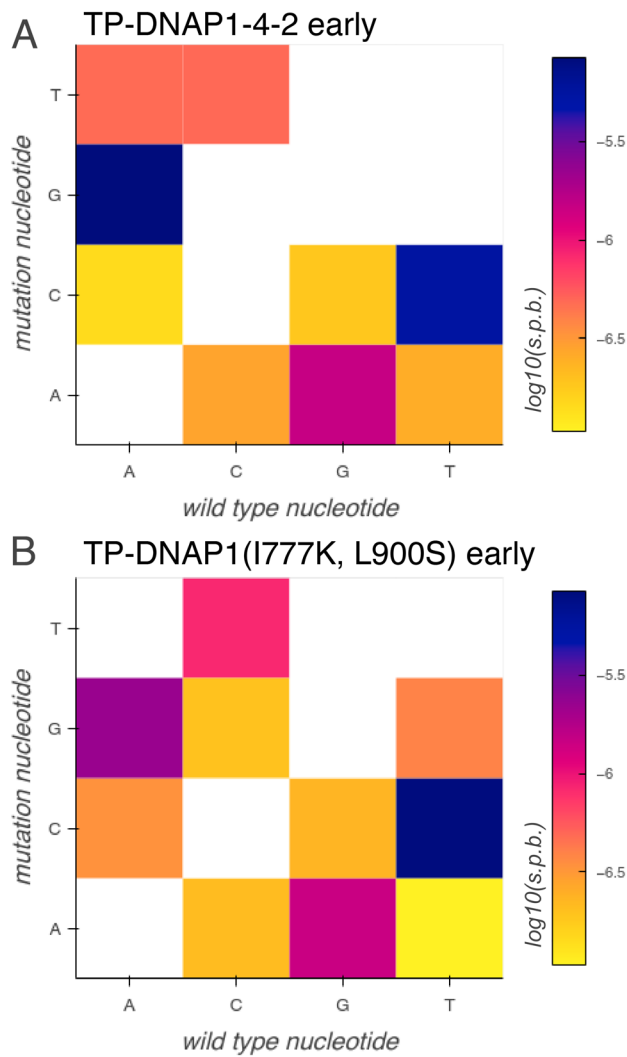 A
TP-DNAP1-4-2 early
mutation nucleotide
T
G
C
A
A
C
G
T
wild type nucleotide
log10(s.p.b.)
−5.5
−6
−6.5
B
TP-DNAP1(I777K, L900S) early
mutation nucleotide
T
G
C
A
A
C
G
T
wild type nucleotide
log10(s.p.b.)
−5.5
−6
−6.5